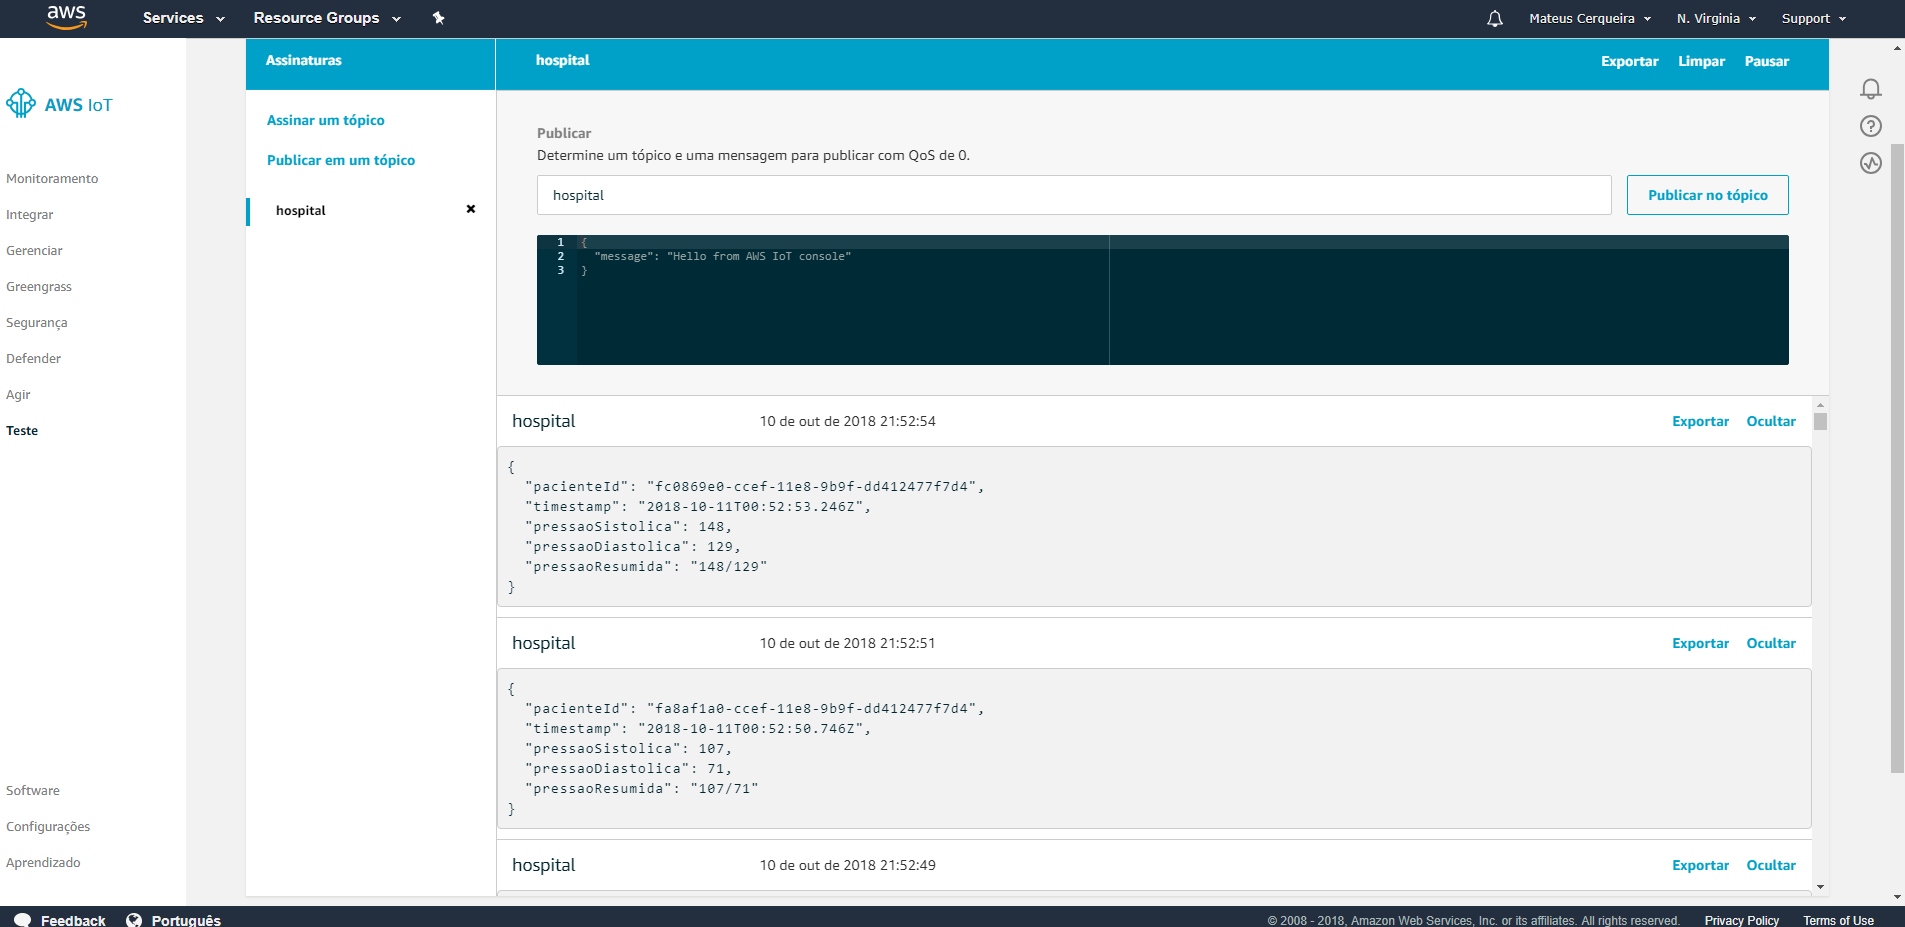 aws
Services
Resource Groups
Mateus Cerqueira
N. Virginia
Support
AWS IoT
Monitoramento
Integrar
Gerenciar
Greengrass
Segurança
Defender
Agir
Teste
Software
Configurações
Aprendizado
Assinaturas
Assinar um tópico
Publicar em um tópico
hospital
hospital
Exportar
Limpar
Pausar
Publicar
Determine um tópico e uma mensagem para publicar com QoS de 0.
hospital
Publicar no tópico
1 {
2 "message": "Hello from AWS IoT console"
3 }
hospital 10 de out de 2018 21:52:54 Exportar Ocultar
{
"pacienteId": "fc0869e0-ccef-11e8-9b9f-dd412477f7d4",
"timestamp": "2018-10-11T00:52:53.246Z",
"pressaoSistolica": 148,
"pressaoDiastolica": 129,
"pressaoResumida": "148/129"
}
hospital 10 de out de 2018 21:52:51 Exportar Ocultar
{
"pacienteId": "fa8af1a0-ccef-11e8-9b9f-dd412477f7d4",
"timestamp": "2018-10-11T00:52:50.746Z",
"pressaoSistolica": 107,
"pressaoDiastolica": 71,
"pressaoResumida": "107/71"
}
hospital 10 de out de 2018 21:52:49 Exportar Ocultar
Feedback
Português
© 2008 - 2018, Amazon Web Services, Inc. or its affiliates. All rights reserved.
Privacy Policy
Terms of Use